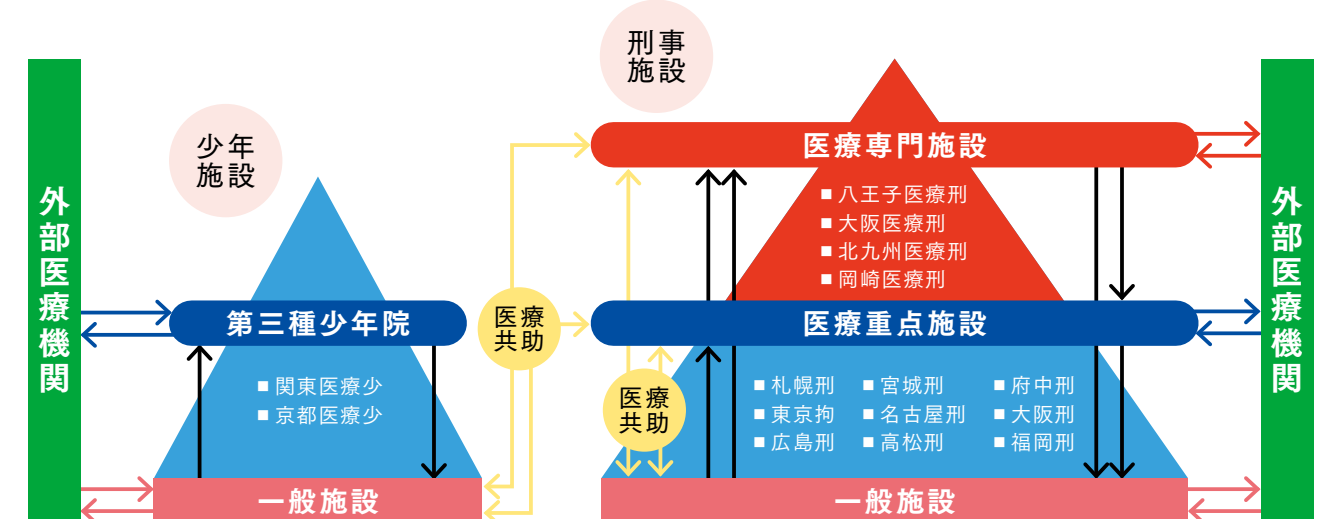 刑事
施設
少年
施設
外部医療機関
医療専門施設
■八王子医療刑
■大阪医療刑
■北九州医療刑
■岡崎医療刑
外部医療機関
第三種少年院
医療
共助
医療重点施設
■関東医療少
■京都医療少
医療
共助
■札幌刑 ■宮城刑 ■府中刑
■東京拘 ■名古屋刑 ■大阪刑
■広島刑 ■高松刑 ■福岡刑
一般施設
一般施設